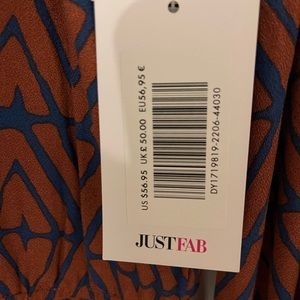 US $56.95 UK £ 50.00 EU 56,95 €
DY1719819-2206-44030
JUSTFAB